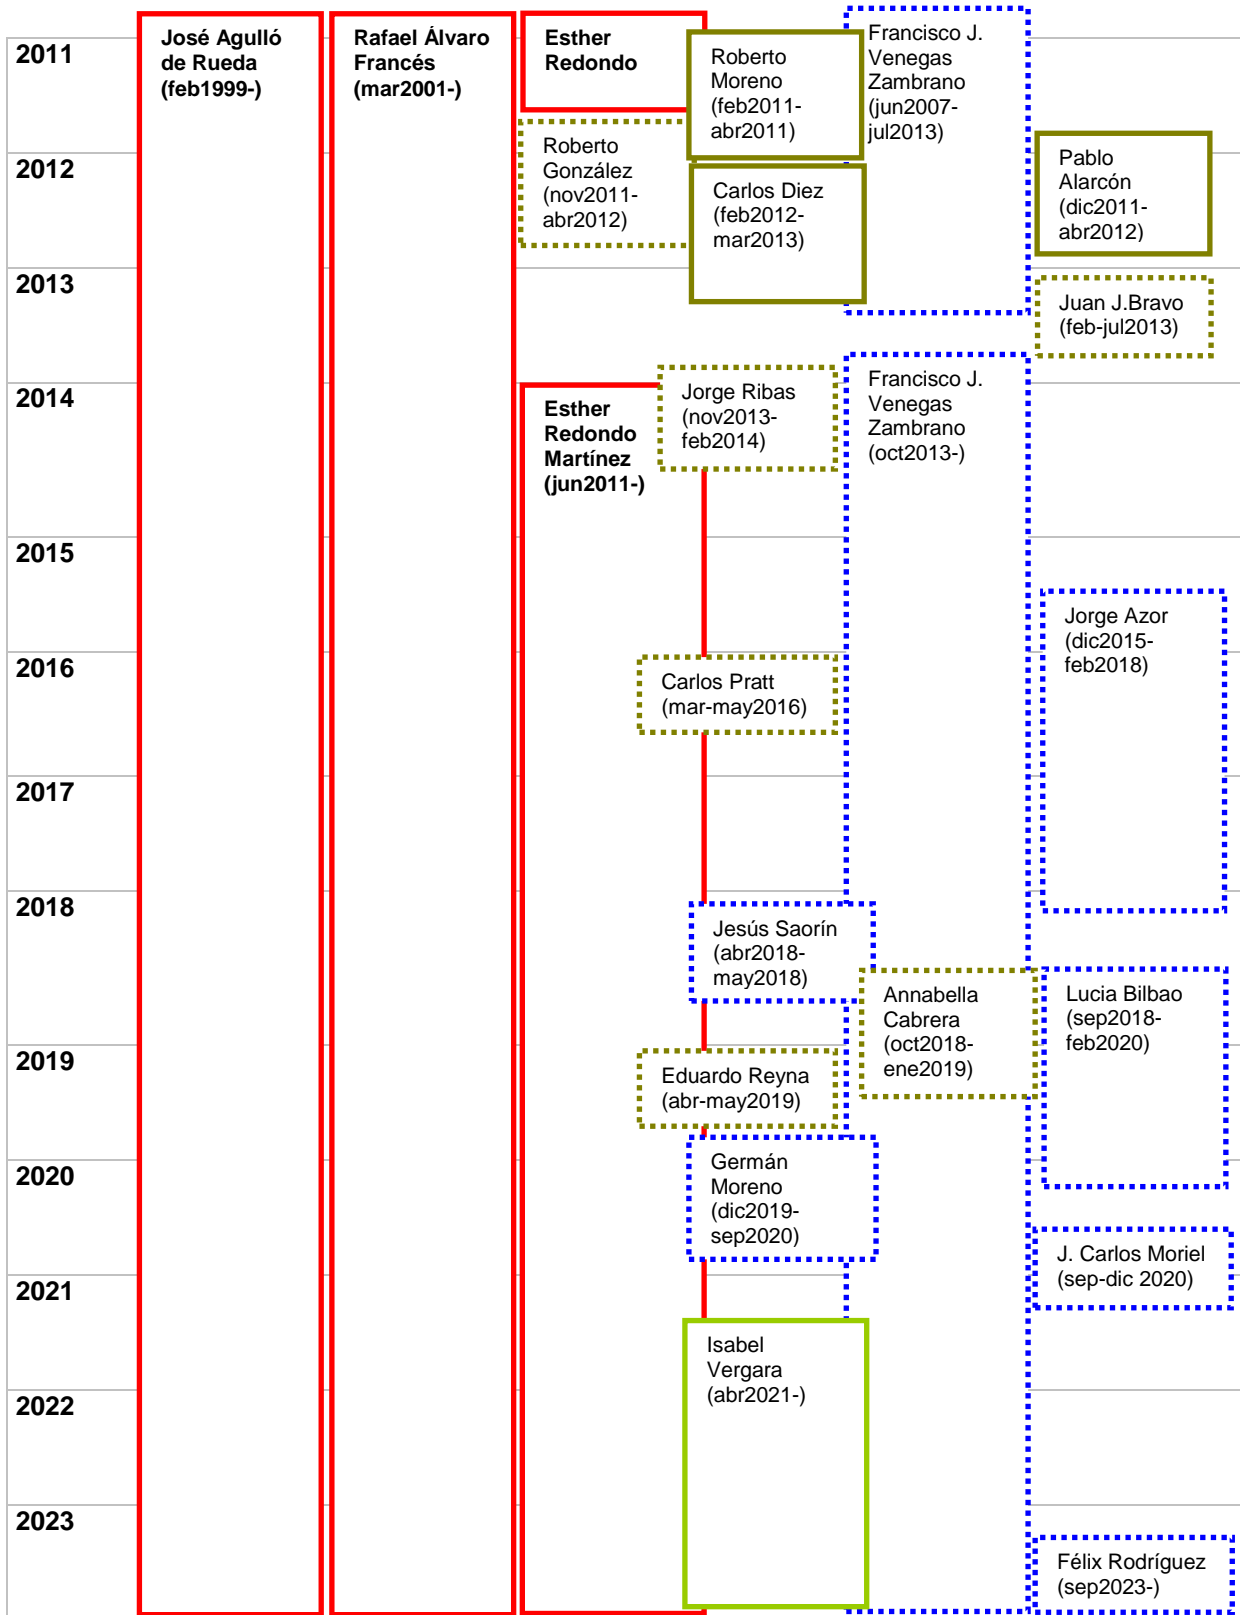 2011
José Agulló
de Rueda
(feb1999-)
Rafael Álvaro
Francés
(mar2001-)
Esther
Redondo
Roberto
Moreno
(feb2011-
abr2011)
Francisco J.
Venegas
Zambrano
(jun2007-
jul2013)
2012
Roberto
González
(nov2011-
abr2012)
Carlos Diez
(feb2012-
mar2013)
Pablo
Alarcón
(dic2011-
abr2012)
2013
Juan J.Bravo
(feb-jul2013)
2014
Esther
Redondo
Martínez
(jun2011-)
Jorge Ribas
(nov2013-
feb2014)
Francisco J.
Venegas
Zambrano
(oct2013-)
2015
Jorge Azor
(dic2015-
feb2018)
2016
Carlos Pratt
(mar-may2016)
2017
2018
Jesús Saorín
(abr2018-
may2018)
Annabella
Cabrera
(oct2018-
ene2019)
Lucia Bilbao
(sep2018-
feb2020)
2019
Eduardo Reyna
(abr-may2019)
2020
Germán
Moreno
(dic2019-
sep2020)
J. Carlos Moriel
(sep-dic 2020)
2021
Isabel
Vergara
(abr2021-)
2022
2023
Félix Rodríguez
(sep2023-)